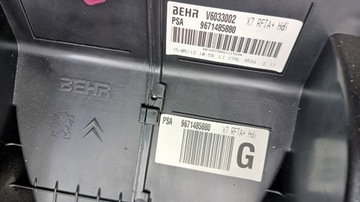 BEHR V6033002
PSA 9671485880 X7 RFTA+ Hdi
BEHR
PSA 9671485880 X7 RFTA+ Hdi
G